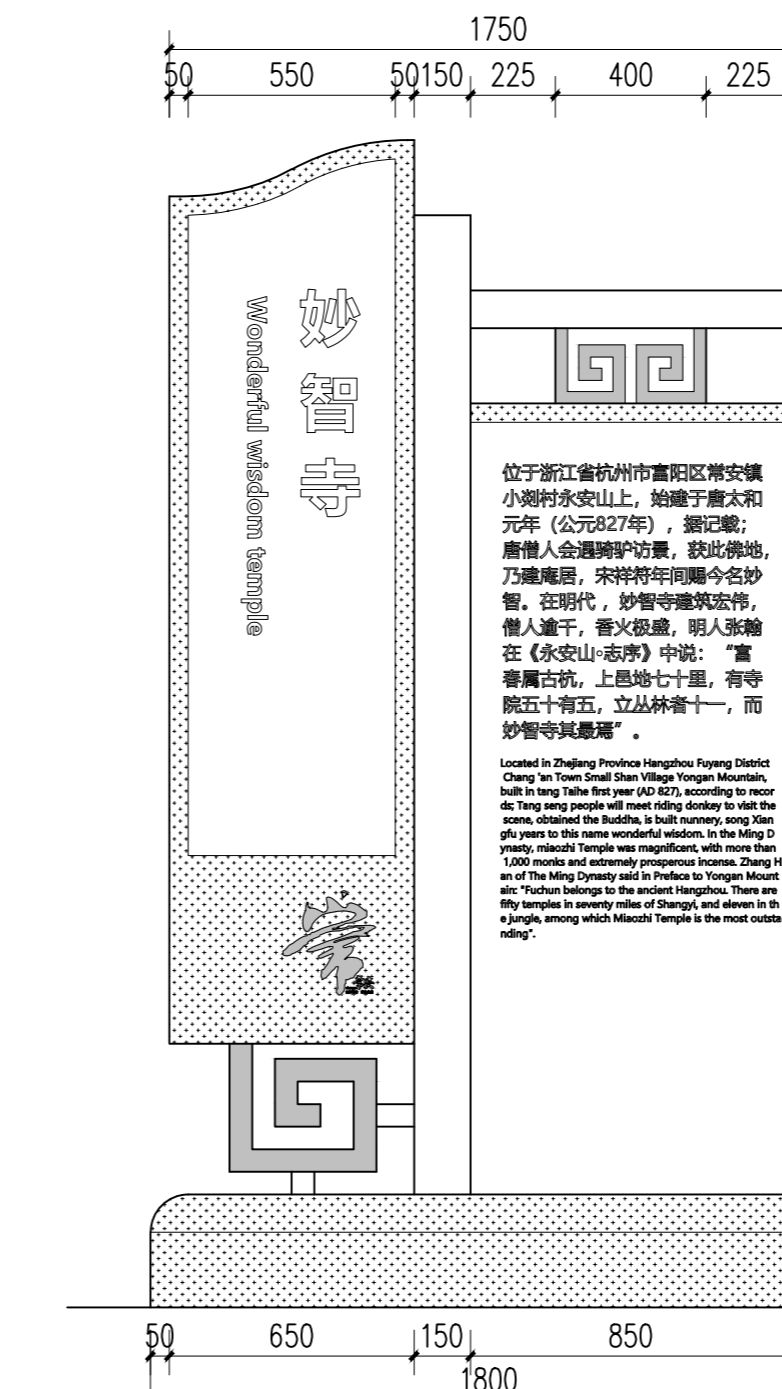 1750
50 550 50 150 225 400 225
妙智寺
Wonderful wisdom temple
位于浙江省杭州市富阳区常安镇
小剡村永安山上，始建于唐太和
元年（公元827年），据记载；
唐僧人会遇骑驴访景，获此佛地，
乃建庵居，宋祥符年间赐今名妙
智。在明代 ，妙智寺建筑宏伟，
僧人逾千，香火极盛，明人张翰
在《永安山·志序》中说：“富
春属古杭，上邑地七十里，有寺
院五十有五，立丛林者十一，而
妙智寺其最焉”。
Located in Zhejiang Province Hangzhou Fuyang District
Chang 'an Town Small Shan Village Yongan Mountain,
built in tang Taihe first year (AD 827), according to recor
ds; Tang seng people will meet riding donkey to visit the
scene, obtained the Buddha, is built nunnery, song Xian
gfu years to this name wonderful wisdom. In the Ming D
ynasty, miaozhi Temple was magnificent, with more than
1,000 monks and extremely prosperous incense. Zhang H
an of The Ming Dynasty said in Preface to Yongan Mount
ain: "Fuchun belongs to the ancient Hangzhou. There are
fifty temples in seventy miles of Shangyi, and eleven in th
e jungle, among which Miaozhi Temple is the most outsta
nding".
50 650 150 850
1800